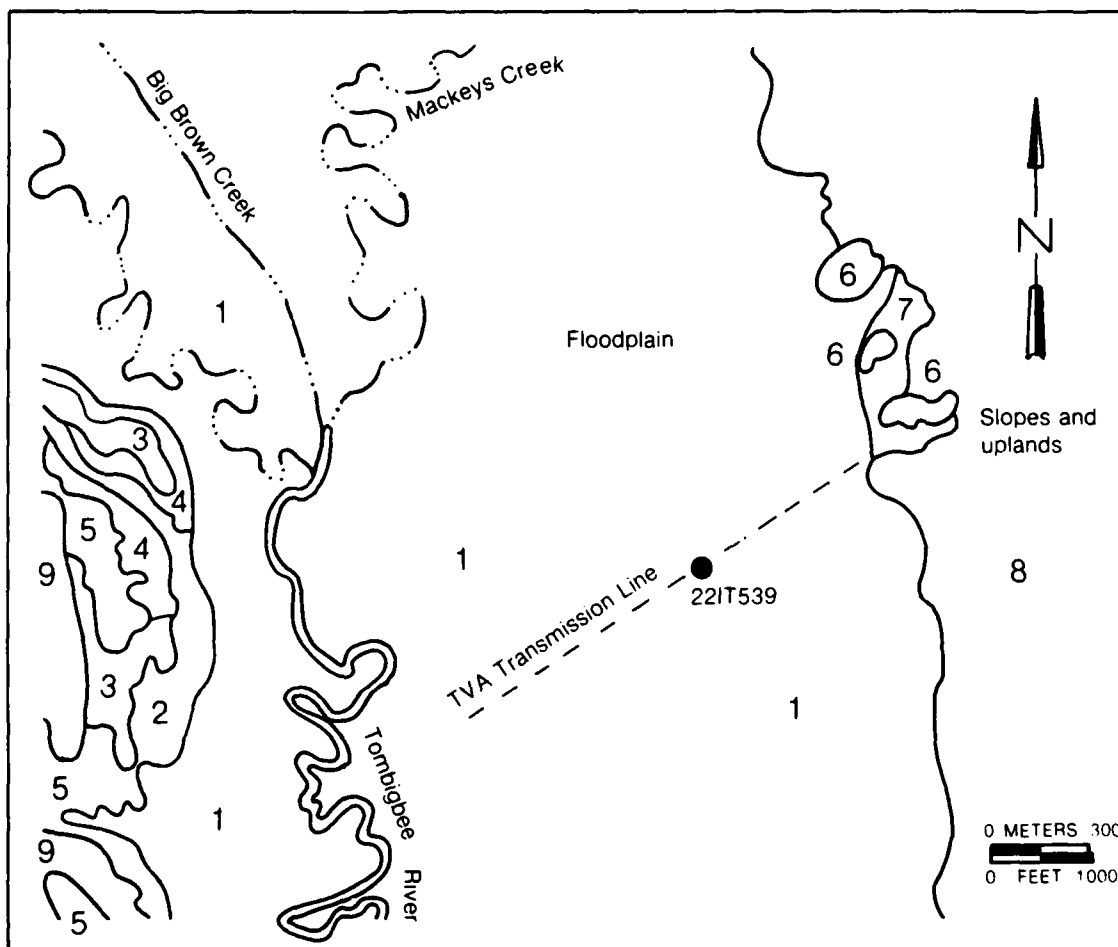 Big Brown Creek
Mackeys Creek
N
1
6
7
Floodplain
6
6
3
Slopes and
uplands
4
5
4
1
9
8
22IT539
TVA Transmission Line
3
2
1
Tombigbee
River
5
1
0 METERS 300
0 FEET 1000
9
5